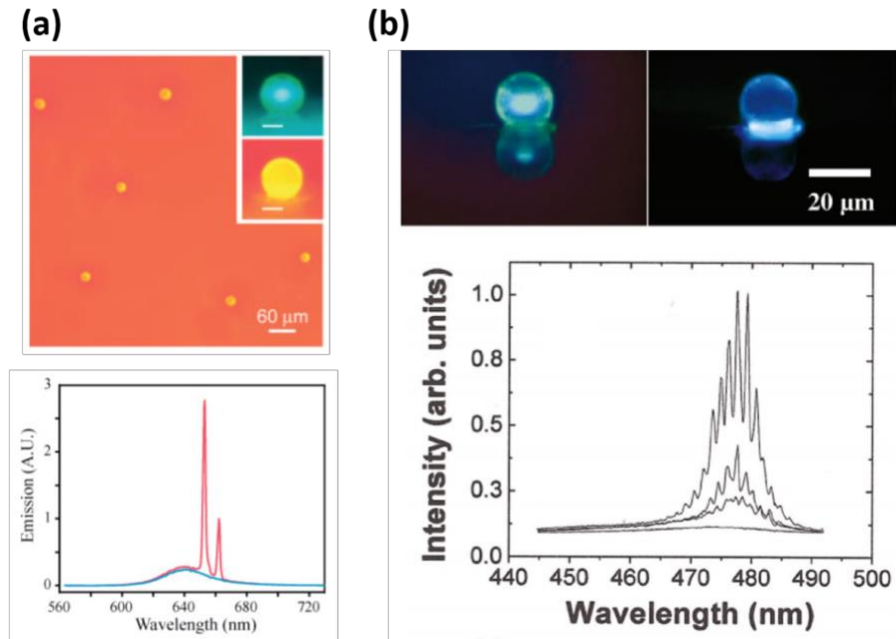 (a)
(b)
60 μm
20 μm
3
2
1
0
Emission (A.U.)
560 600 640 680 720
Wavelength (nm)
1.0
0.8
0.5
0.3
0.0
Intensity (arb. units)
440 450 460 470 480 490 500
Wavelength (nm)